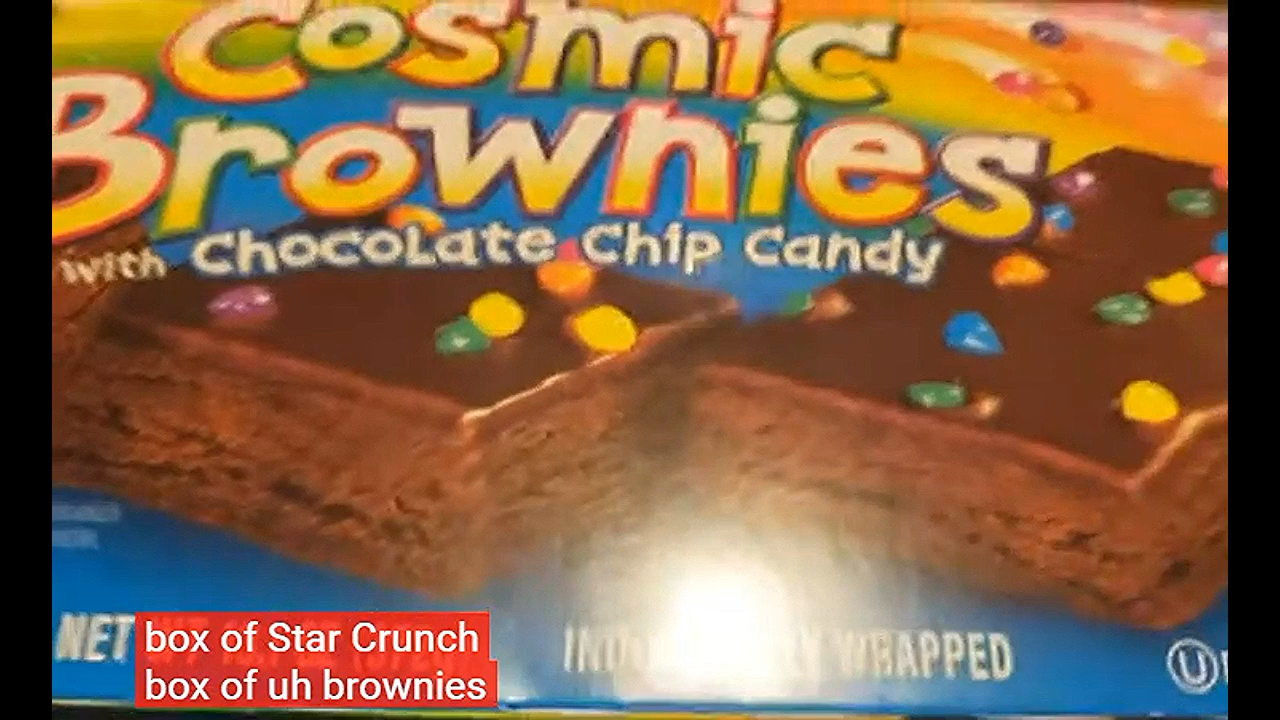 Cosmic
Brownies
with Chocolate Chip Candy
NET
WRAPPED
U
box of Star Crunch
box of uh brownies